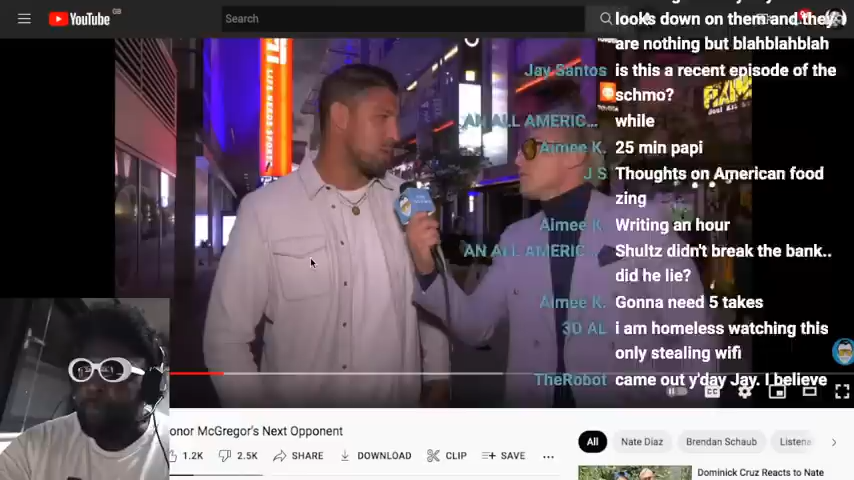 YouTube GB
Search
looks down on them and they
are nothing but blahblahblah
Jay Santos is this a recent episode of the
schmo?
AN ALL AMERIC... while
Aimee K. 25 min papi
J S Thoughts on American food
zing
Aimee K. Writing an hour
AN ALL AMERIC... Shultz didn't break the bank..
did he lie?
Aimee K. Gonna need 5 takes
3D AL i am homeless watching this
only stealing wifi
TheRobot came out y'day Jay. I believe
onor McGregor's Next Opponent
1.2K 2.5K SHARE DOWNLOAD CLIP SAVE
All Nate Diaz Brendan Schaub Listena
Dominick Cruz Reacts to Nate